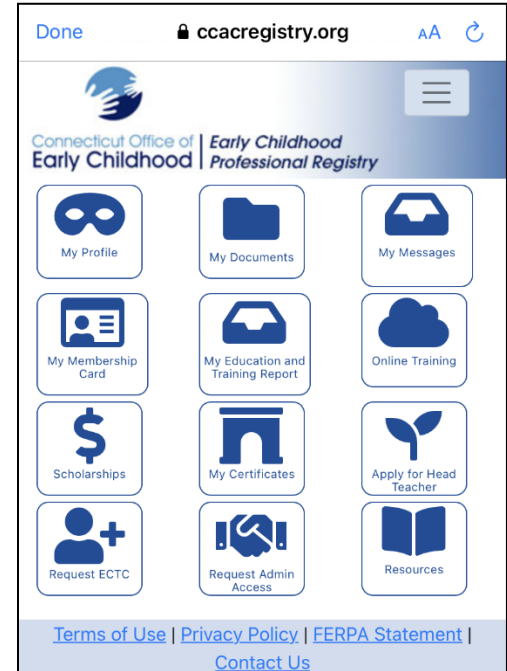 Done ccacregistry.org AA
Connecticut Office of Early Childhood
Early Childhood Professional Registry
My Profile
My Documents
My Messages
My Membership
Card
My Education and
Training Report
Online Training
Scholarships
My Certificates
Apply for Head
Teacher
Request ECTC
Request Admin
Access
Resources
Terms of Use | Privacy Policy | FERPA Statement |
Contact Us